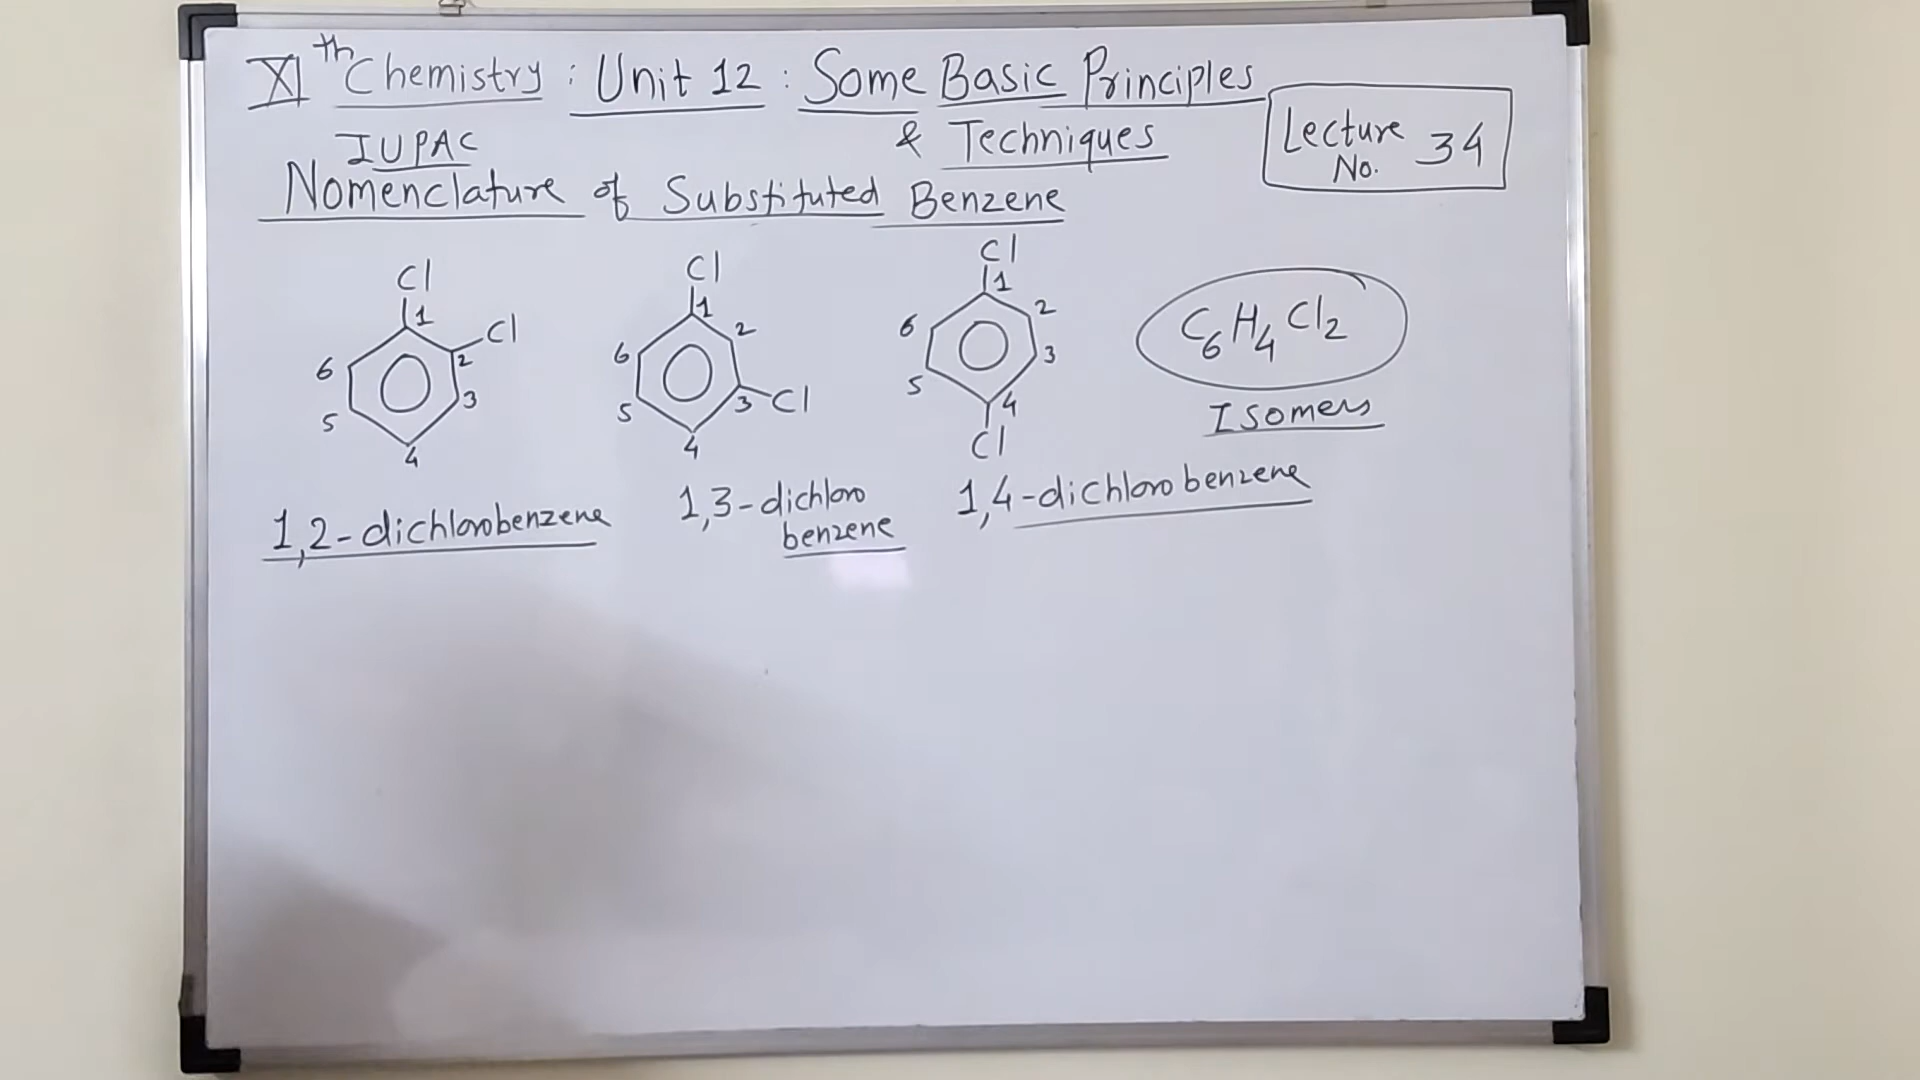 XIth Chemistry : Unit 12 : Some Basic Principles
& Techniques
Lecture
No. 34
IUPAC
Nomenclature of Substituted Benzene
Cl
1
Cl
2
3
4
5
6
1,2-dichlorobenzene
Cl
1
2
3 Cl
4
5
6
1,3-dichloro
benzene
Cl
1
2
3
4
Cl
5
6
1,4-dichlorobenzene
C6H4Cl2
Isomers